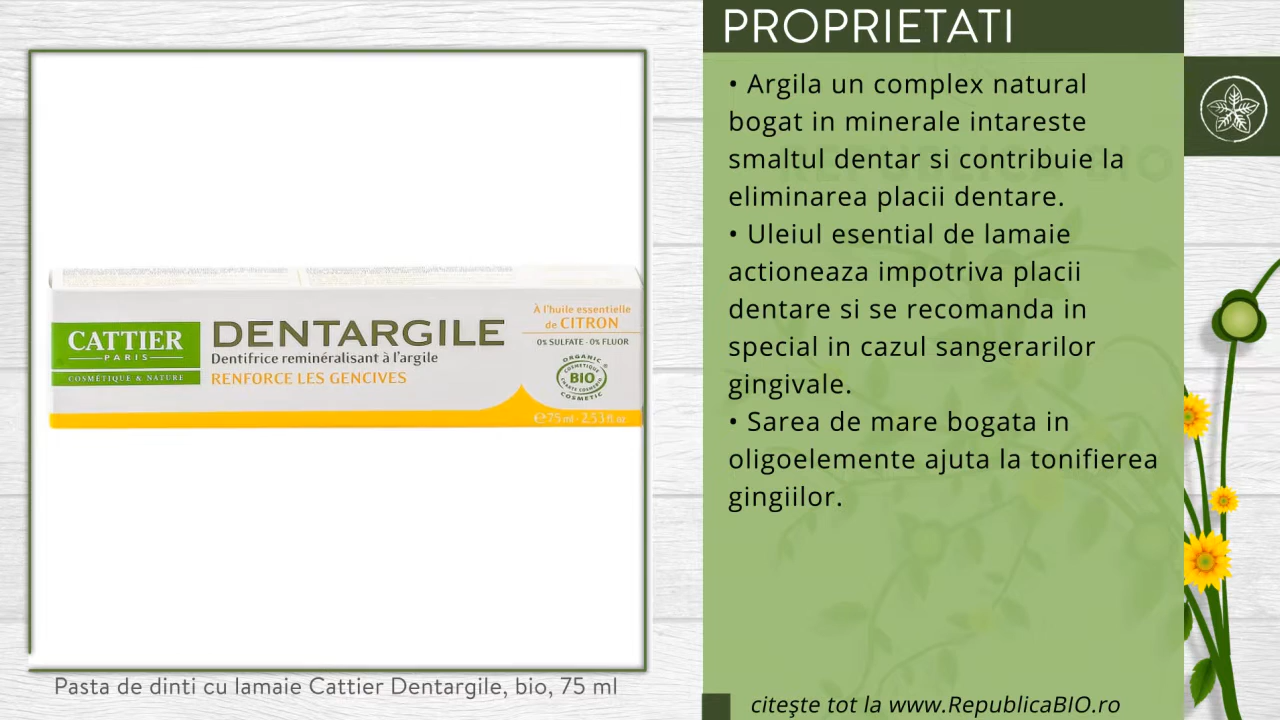 PROPRIETATI
• Argila un complex natural
bogat in minerale intareste
smaltul dentar si contribuie la
eliminarea placii dentare.
• Uleiul esential de lamaie
actioneaza impotriva placii
dentare si se recomanda in
special in cazul sangerarilor
gingivale.
• Sarea de mare bogata in
oligoelemente ajuta la tonifierea
gingiilor.
citeşte tot la www.RepublicaBIO.ro
CATTIER
PARIS
COSMÉTIQUE & NATURE
DENTARGILE
Dentifrice reminéralisant à l'argile
RENFORCE LES GENCIVES
À l'huile essentielle
de CITRON
0% SULFATE - 0% FLUOR
ORGANIC
COSMETIQUE
BIO
COSMETIC
℮75 ml - 2.53 fl. oz.
Pasta de dinti cu lamaie Cattier Dentargile, bio, 75 ml